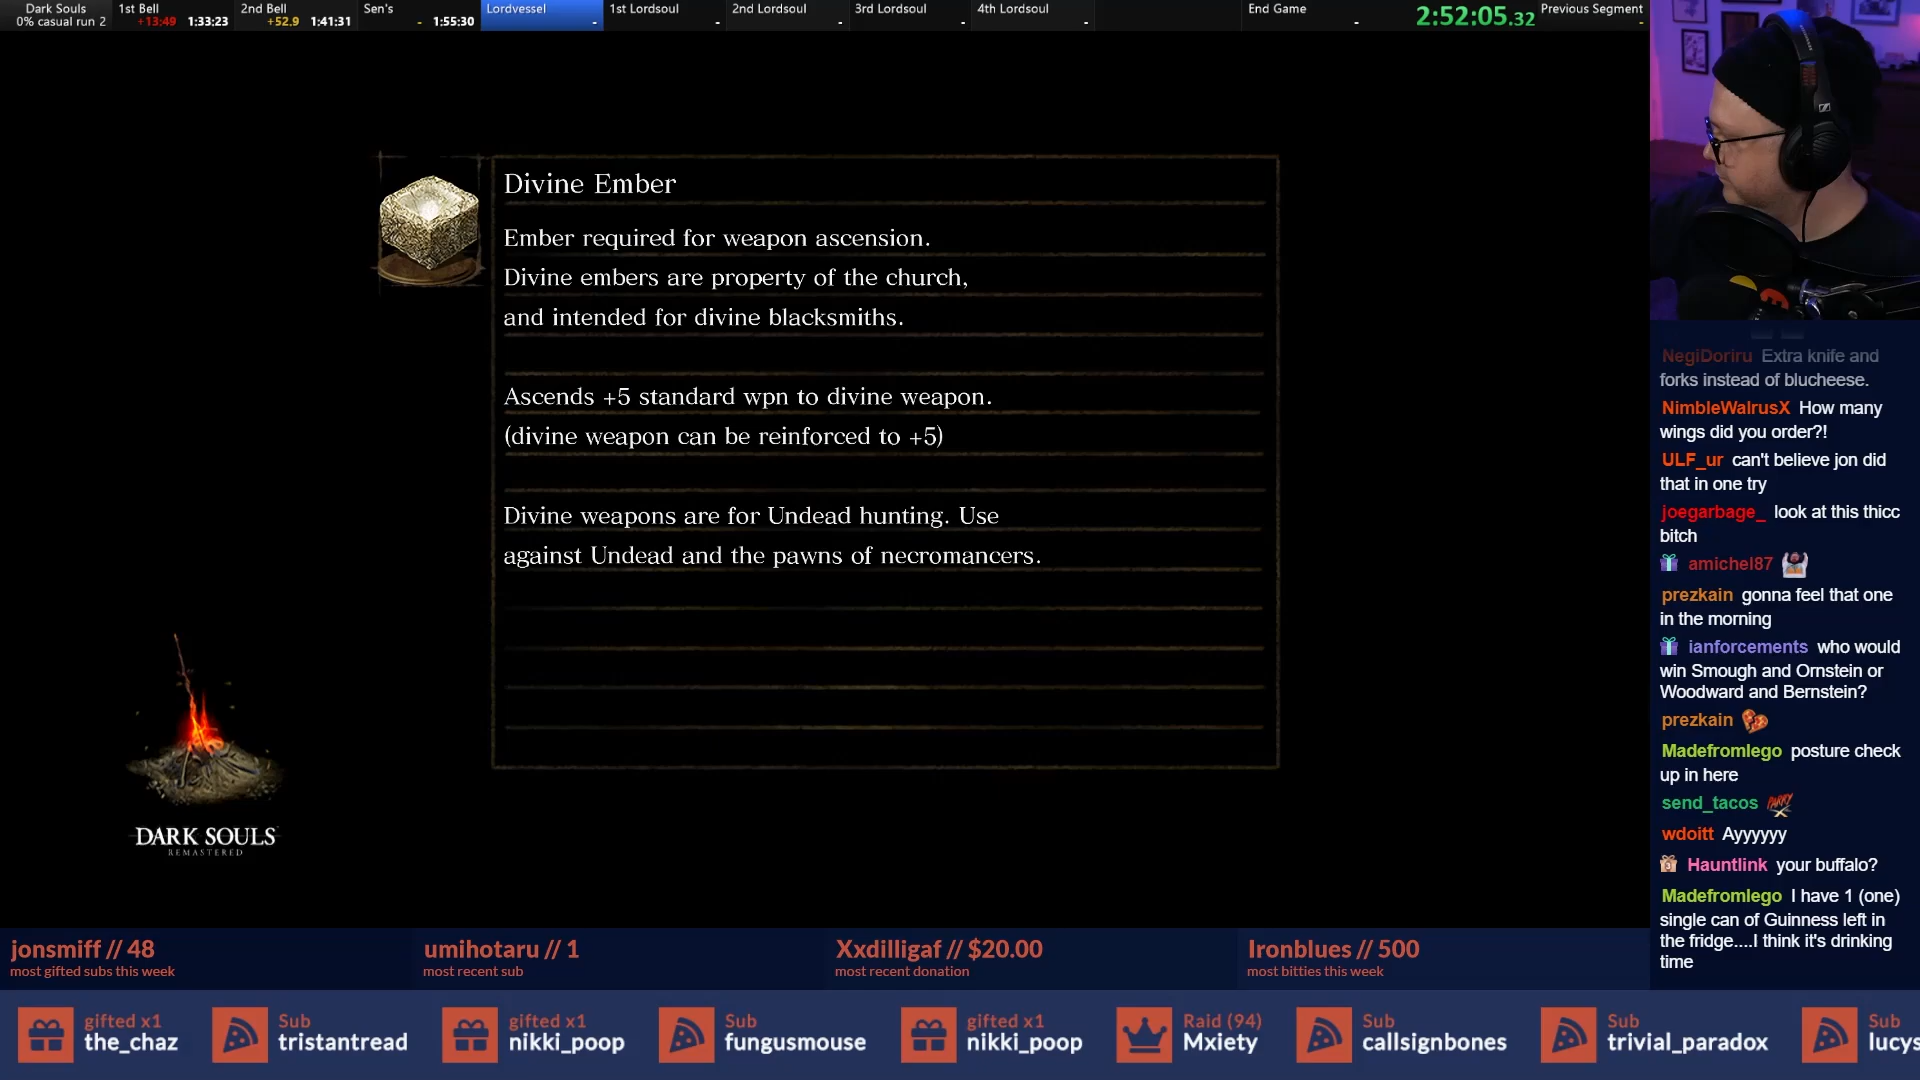 Dark Souls
0% casual run 2
1st Bell
+13:49 1:33:23
2nd Bell
+52.9 1:41:31
Sen's
- 1:55:30
Lordvessel
-
1st Lordsoul
-
2nd Lordsoul
-
3rd Lordsoul
-
4th Lordsoul
-
End Game
-
2:52:05.32
Previous Segment
-
Divine Ember
Ember required for weapon ascension.
Divine embers are property of the church,
and intended for divine blacksmiths.
Ascends +5 standard wpn to divine weapon.
(divine weapon can be reinforced to +5)
Divine weapons are for Undead hunting. Use
against Undead and the pawns of necromancers.
DARK SOULS
REMASTERED
NegiDoriru Extra knife and
forks instead of blucheese.
NimbleWalrusX How many
wings did you order?!
ULF_ur can't believe jon did
that in one try
joegarbage_ look at this thicc
bitch
amichel87
prezkain gonna feel that one
in the morning
ianforcements who would
win Smough and Ornstein or
Woodward and Bernstein?
prezkain
Madefromlego posture check
up in here
send_tacos
wdoitt Ayyyyyy
Hauntlink your buffalo?
Madefromlego I have 1 (one)
single can of Guinness left in
the fridge....I think it's drinking
time
jonsmiff // 48
most gifted subs this week
umihotaru // 1
most recent sub
Xxdilligaf // $20.00
most recent donation
Ironblues // 500
most bitties this week
gifted x1
the_chaz
Sub
tristantread
gifted x1
nikki_poop
Sub
fungusmouse
gifted x1
nikki_poop
Raid (94)
Mxiety
Sub
callsignbones
Sub
trivial_paradox
Sub
lucys